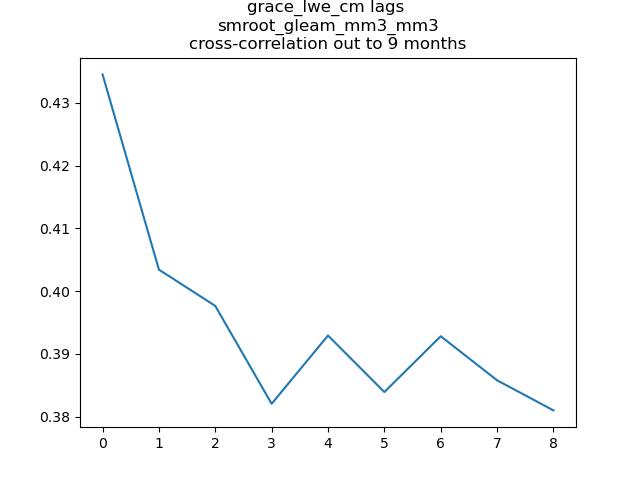 grace_lwe_cm lags
smroot_gleam_mm3_mm3
cross-correlation out to 9 months
0.43
0.42
0.41
0.40
0.39
0.38
0 1 2 3 4 5 6 7 8